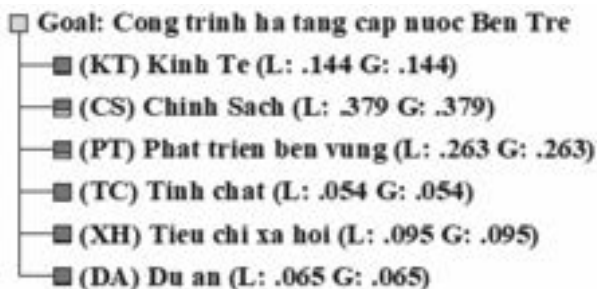 Goal: Cong trinh ha tang cap nuoc Ben Tre
(KT) Kinh Te (L: .144 G: .144)
(CS) Chinh Sach (L: .379 G: .379)
(PT) Phat trien ben vung (L: .263 G: .263)
(TC) Tinh chat (L: .054 G: .054)
(XH) Tieu chi xa hoi (L: .095 G: .095)
(DA) Du an (L: .065 G: .065)